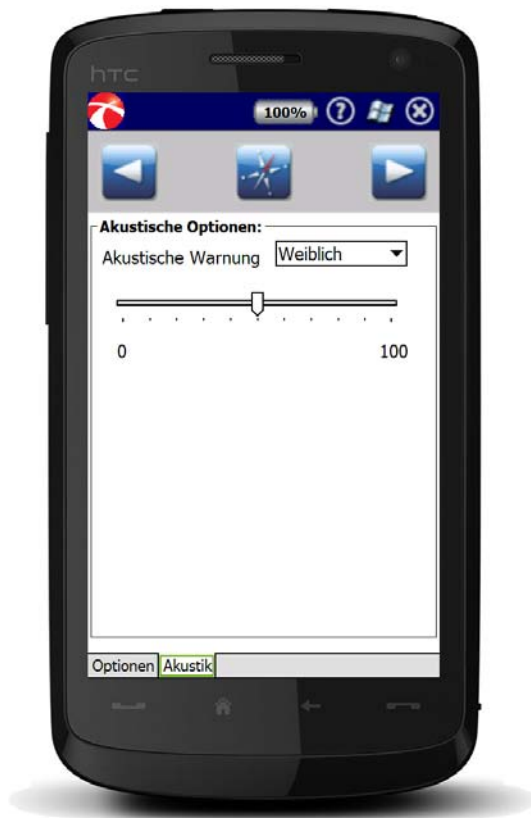 hTC
100% ?
Akustische Optionen:
Akustische Warnung Weiblich
0 100
Optionen Akustik